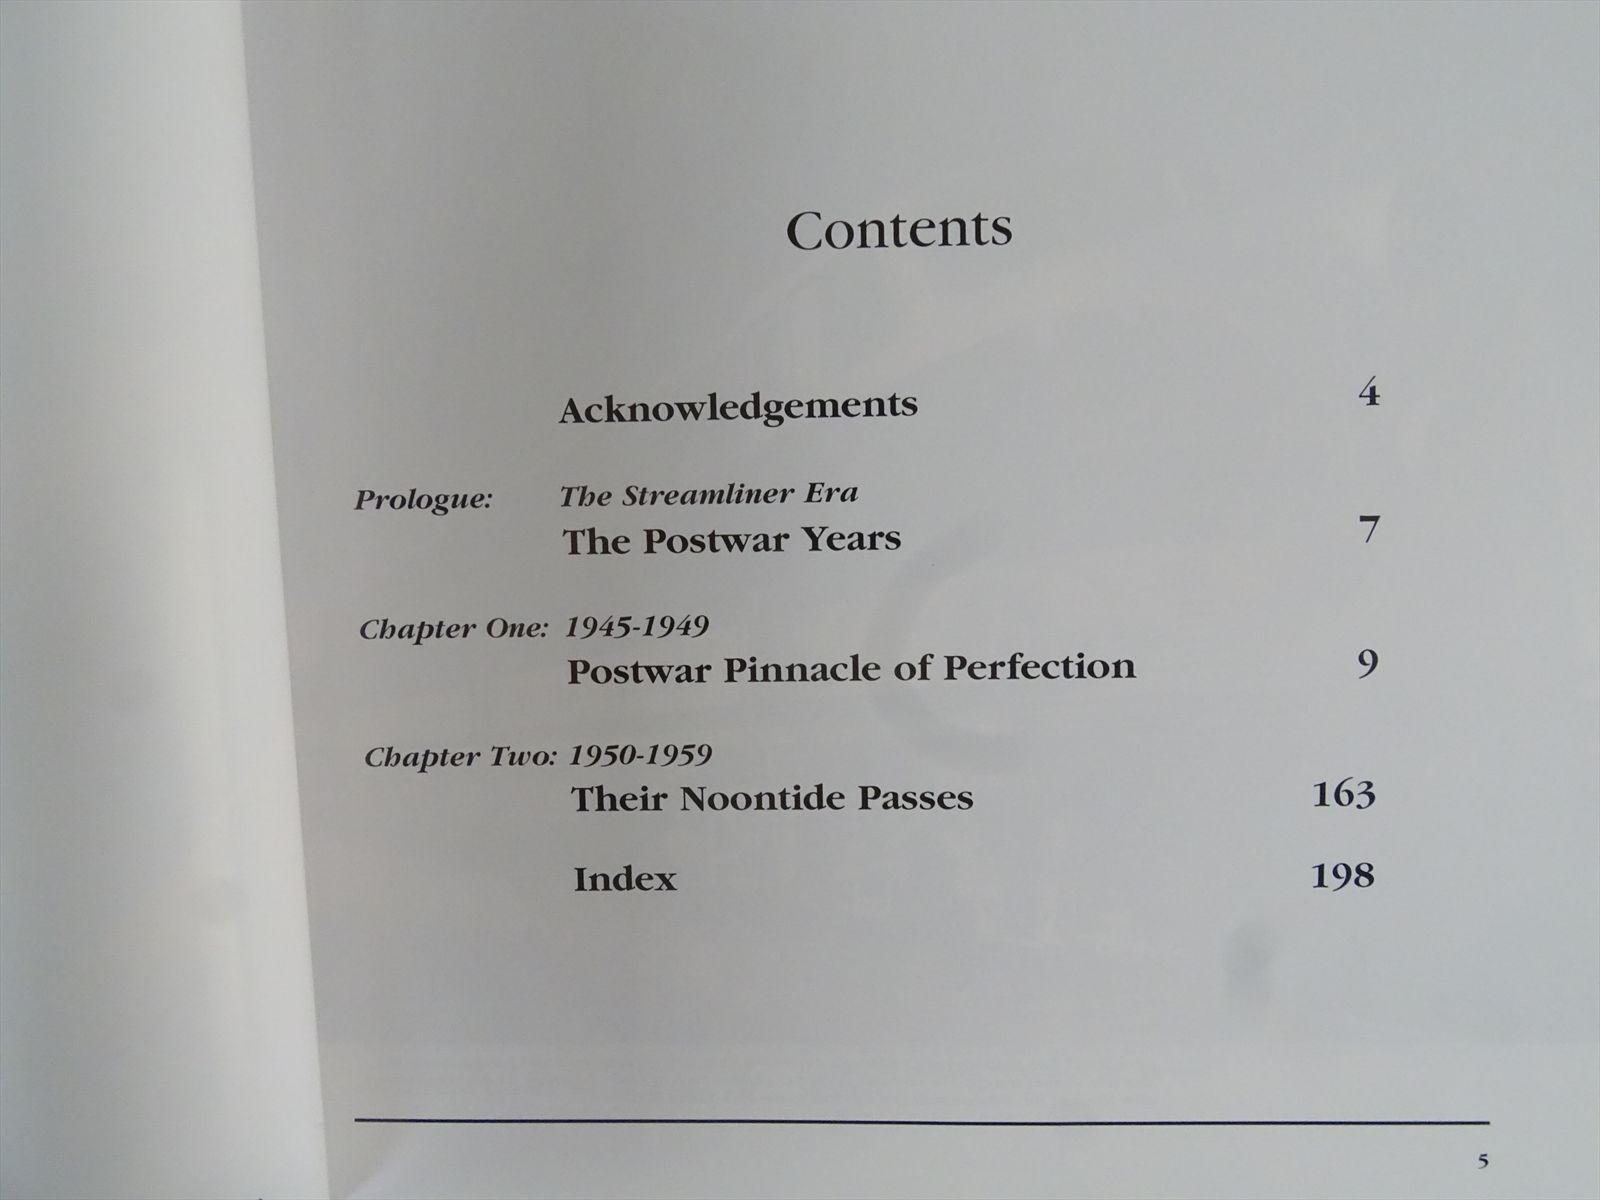 Contents
Acknowledgements 4
Prologue: The Streamliner Era
The Postwar Years 7
Chapter One: 1945-1949
Postwar Pinnacle of Perfection 9
Chapter Two: 1950-1959
Their Noontide Passes 163
Index 198
5